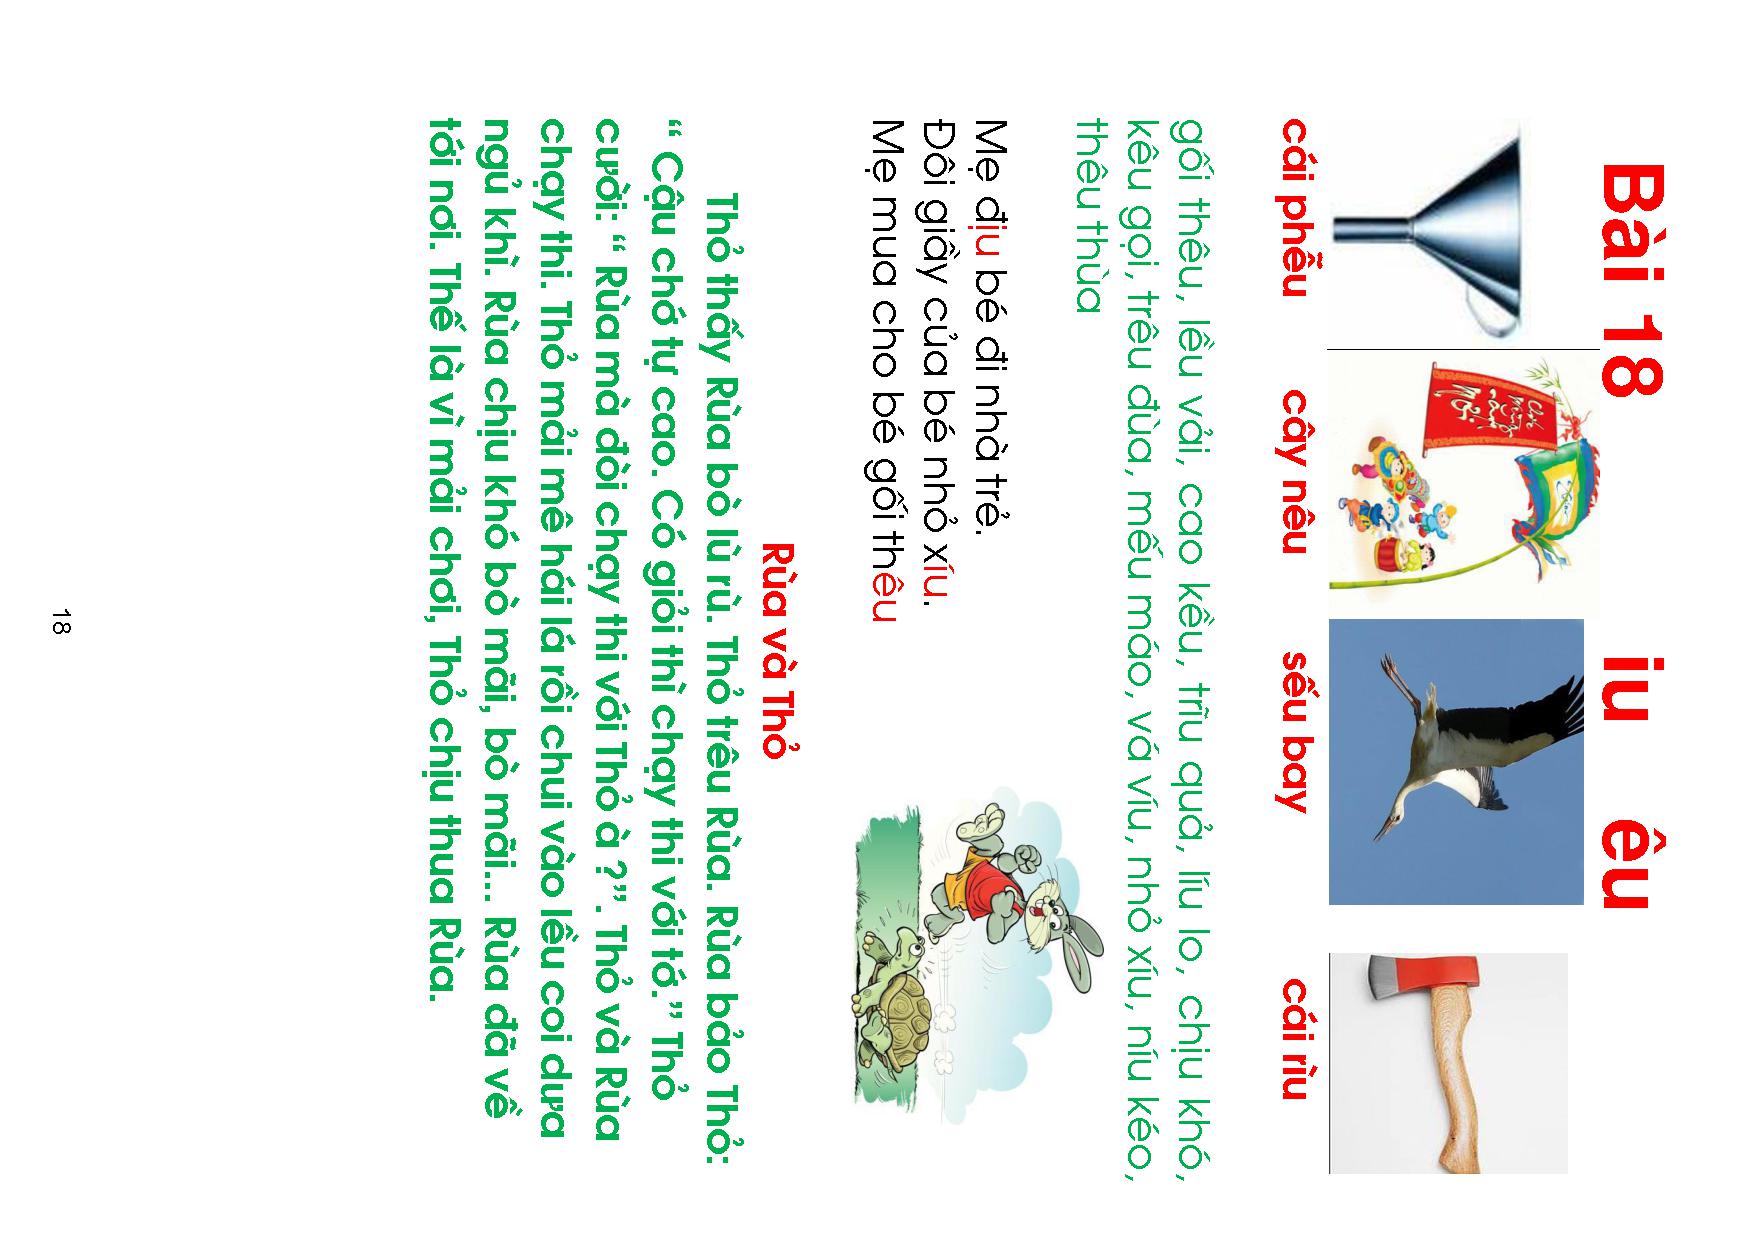 Bài 18 iu êu
Chúc
Mừng
năm
Mới
cái phễu cây nêu sếu bay cái rìu
gối thêu, lều vải, cao kều, trĩu quả, líu lo, chịu khó,
kêu gọi, trêu đùa, mếu máo, vá víu, nhỏ xíu, níu kéo,
thêu thùa
Mẹ địu bé đi nhà trẻ.
Đôi giầy của bé nhỏ xíu.
Mẹ mua cho bé gối thêu
Rùa và Thỏ
Thỏ thấy Rùa bò lù rù. Thỏ trêu Rùa. Rùa bảo Thỏ:
“ Cậu chớ tự cao. Có giỏi thì chạy thi với tớ.” Thỏ
cười: “ Rùa mà đòi chạy thi với Thỏ à ?”. Thỏ và Rùa
chạy thi. Thỏ mải mê hái lá rồi chui vào lều coi dưa
ngủ khì. Rùa chịu khó bò mãi, bò mãi... Rùa đã về
tới nơi. Thế là vì mải chơi, Thỏ chịu thua Rùa.
18